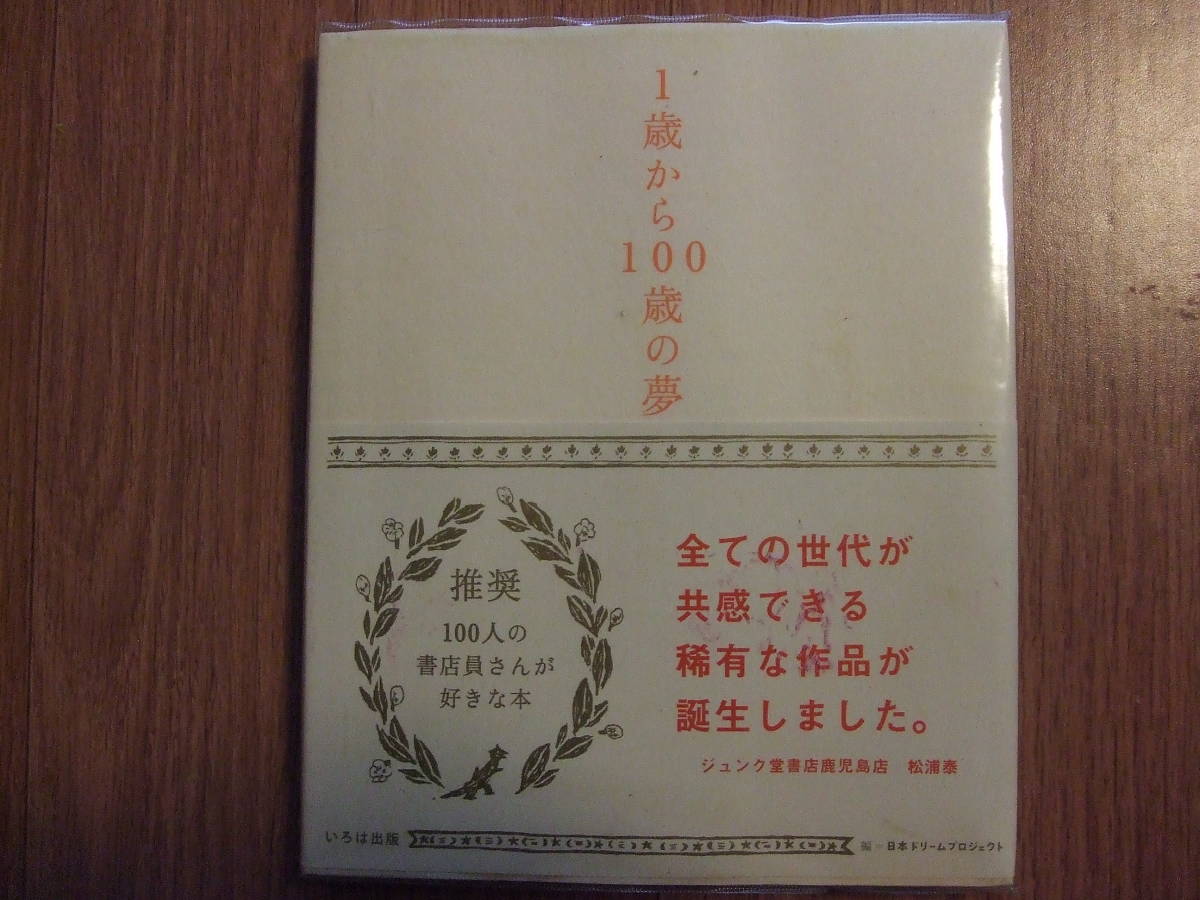 1歳から100歳の夢
推奨
100人の
書店員さんが
好きな本
全ての世代が
共感できる
稀有な作品が
誕生しました。
ジュンク堂書店鹿児島店 松浦泰
いろは出版
編=日本ドリームプロジェクト